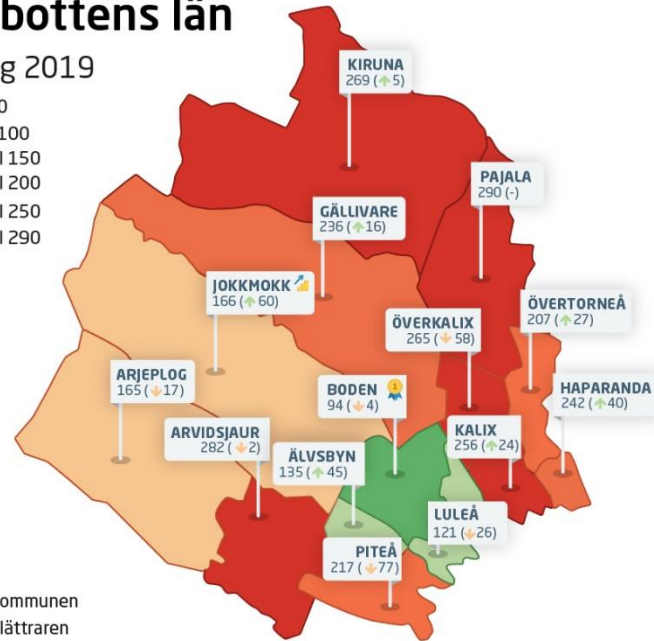 bottens län
g 2019
0
100
l 150
l 200
l 250
l 290
KIRUNA
269 (↑5)
PAJALA
290 (-)
GÄLLIVARE
236 (↑16)
JOKKMOKK
166 (↑60)
ÖVERTORNEÅ
207 (↑27)
ÖVERKALIX
265 (↓58)
ARJEPLOG
165 (↓17)
BODEN
94 (↓4)
HAPARANDA
242 (↑40)
ARVIDSJAUR
282 (↓2)
KALIX
256 (↑24)
ÄLVSBYN
135 (↑45)
LULEÅ
121 (↓26)
PITEÅ
217 (↓77)
ommunen
lättraren